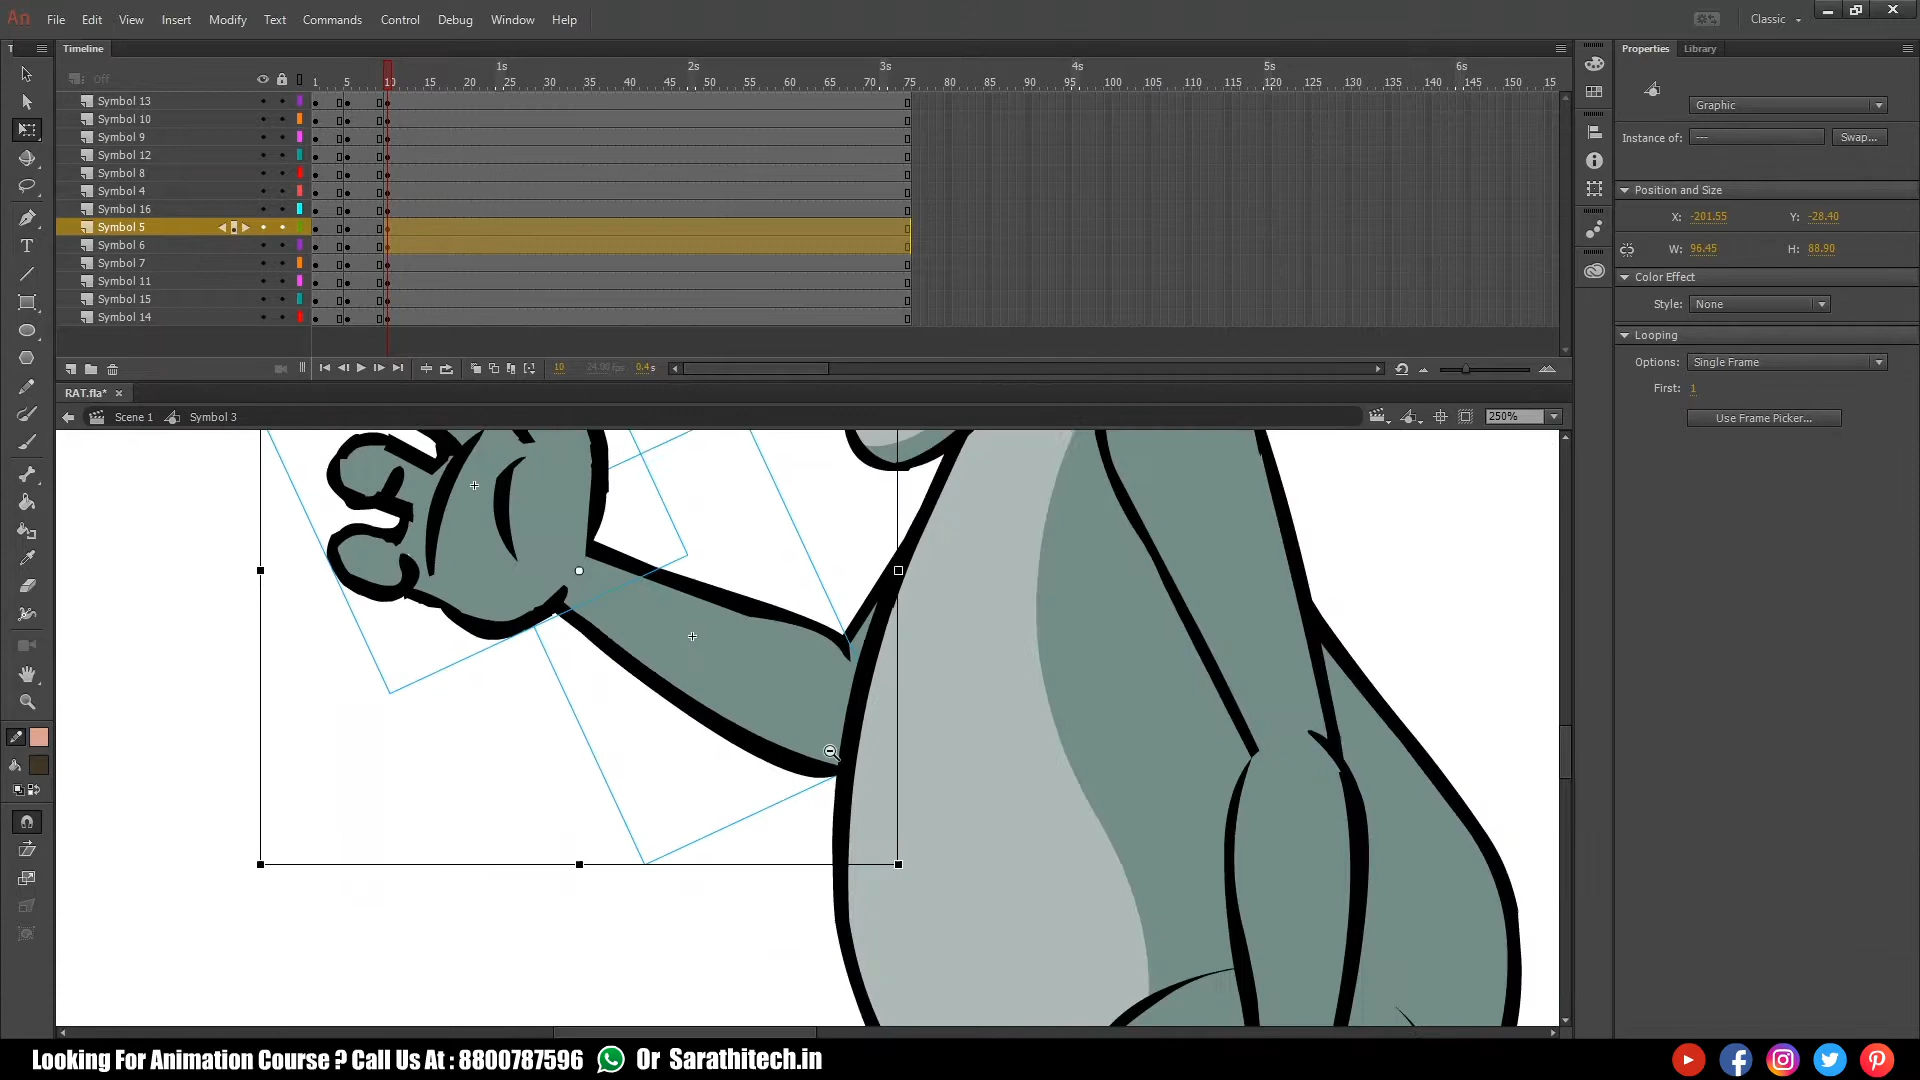 An File Edit View Insert Modify Text Commands Control Debug Window Help Classic
Timeline
Properties Library
Off
1s 2s 3s 4s 5s 6s
1 5 10 15 20 25 30 35 40 45 50 55 60 65 70 75 80 85 90 95 100 105 110 115 120 125 130 135 140 145 15
Symbol 13
Symbol 10
Symbol 9
Symbol 12
Symbol 8
Symbol 4
Symbol 16
Symbol 5
Symbol 6
Symbol 7
Symbol 11
Symbol 15
Symbol 14
10 24.00 fps 0.4s
RAT.fla*
Scene 1 Symbol 3 250%
Graphic
Instance of: --- Swap...
Position and Size
X: -201.55 Y: -28.40
W: 96.45 H: 88.90
Color Effect
Style: None
Looping
Options: Single Frame
First: 1
Use Frame Picker...
Looking For Animation Course ? Call Us At : 8800787596 Or Sarathitech.in